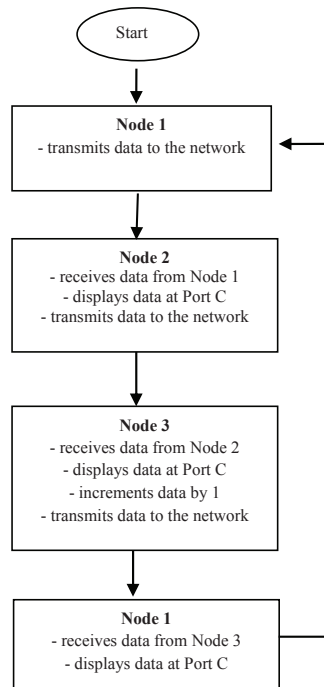 Start
Node 1
- transmits data to the network
Node 2
- receives data from Node 1
- displays data at Port C
- transmits data to the network
Node 3
- receives data from Node 2
- displays data at Port C
- increments data by 1
- transmits data to the network
Node 1
- receives data from Node 3
- displays data at Port C